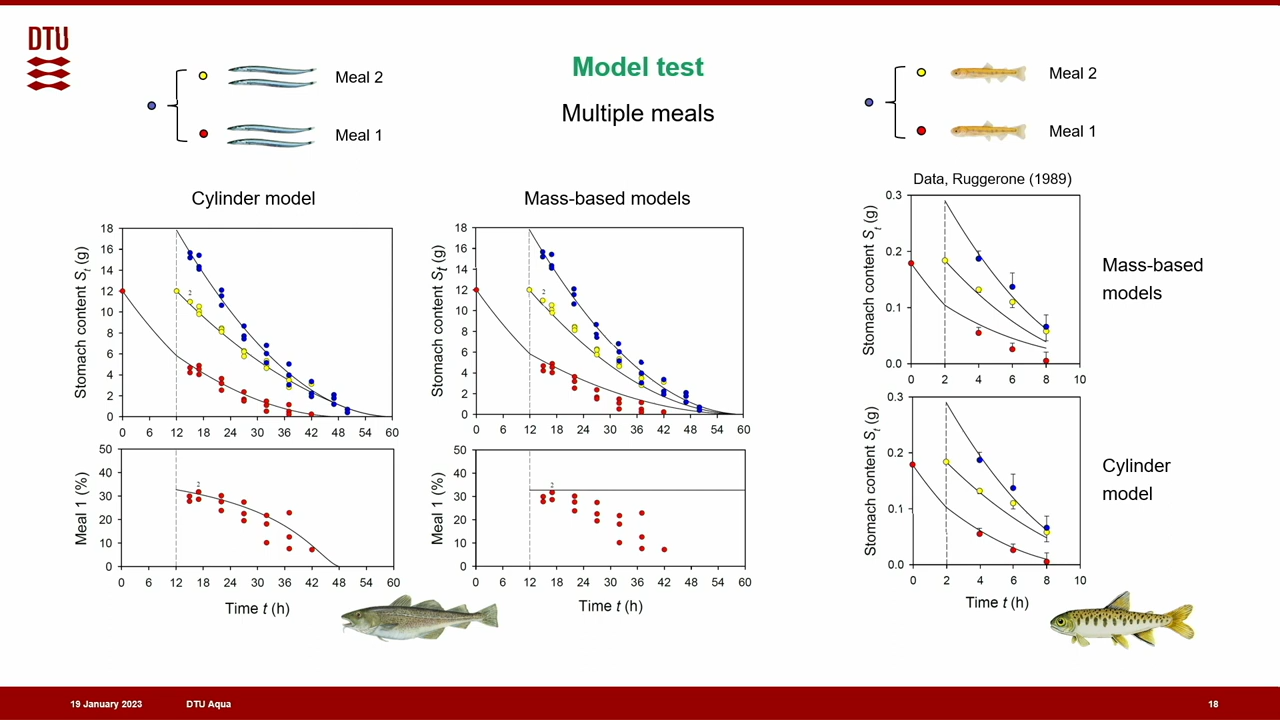 DTU
Model test
Multiple meals
Meal 2
Meal 1
Meal 2
Meal 1
Cylinder model
Stomach content St (g)
18
16
14
12
10
8
6
4
2
0
2
0 6 12 18 24 30 36 42 48 54 60
Meal 1 (%)
50
40
30
20
10
0
2
0 6 12 18 24 30 36 42 48 54 60
Time t (h)
Mass-based models
Stomach content St (g)
18
16
14
12
10
8
6
4
2
0
2
0 6 12 18 24 30 36 42 48 54 60
Meal 1 (%)
50
40
30
20
10
0
2
0 6 12 18 24 30 36 42 48 54 60
Time t (h)
Data, Ruggerone (1989)
Stomach content St (g)
0.3
0.2
0.1
0.0
0 2 4 6 8 10
Mass-based
models
Stomach content St (g)
0.3
0.2
0.1
0.0
0 2 4 6 8 10
Time t (h)
Cylinder
model
19 January 2023 DTU Aqua 18